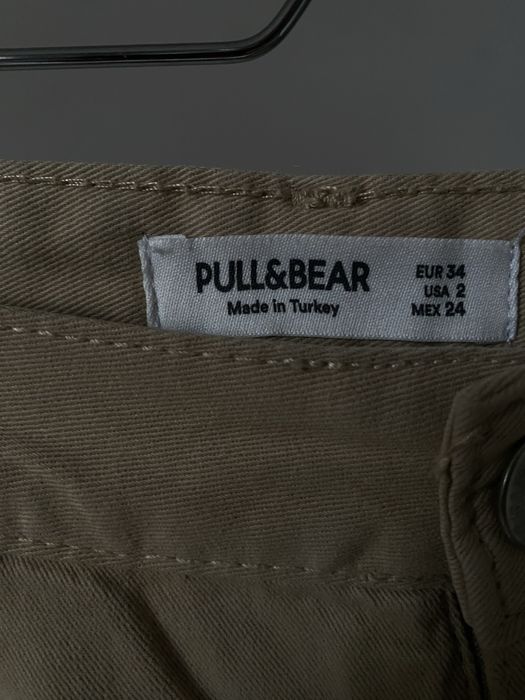 PULL&BEAR
Made in Turkey
EUR 34
USA 2
MEX 24